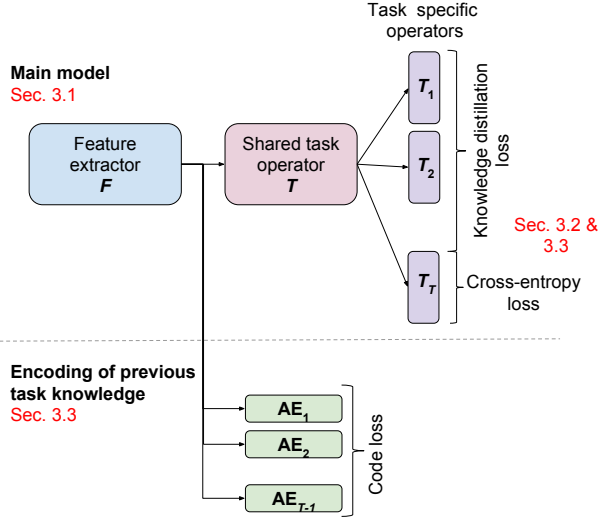 Task specific
operators
Main model
Sec. 3.1
Feature
extractor
F
Shared task
operator
T
T1
T2
TT
Knowledge distillation
loss
Sec. 3.2 &
3.3
Cross-entropy
loss
Encoding of previous
task knowledge
Sec. 3.3
AE1
AE2
AET-1
Code loss